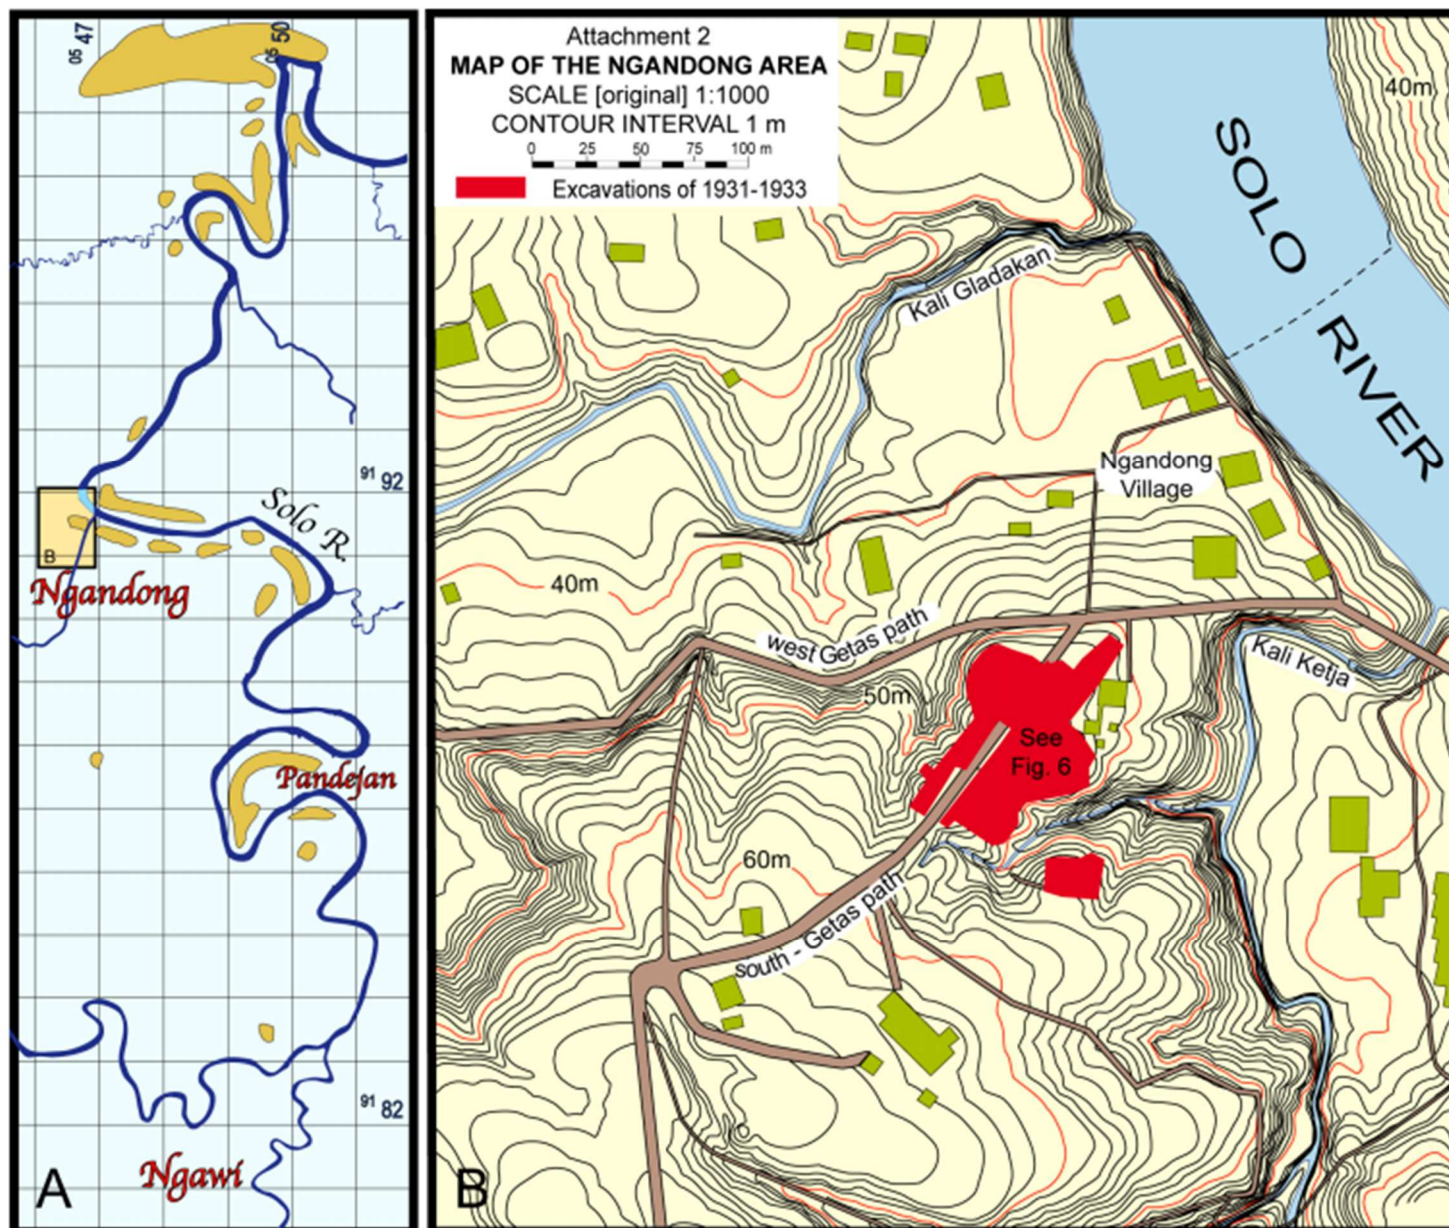 05 47
05 50
91 92
Solo R.
B
Ngandong
Pandejan
91 82
Ngawi
A
Attachment 2
MAP OF THE NGANDONG AREA
SCALE [original] 1:1000
CONTOUR INTERVAL 1 m
0 25 50 75 100 m
Excavations of 1931-1933
40m
SOLO
RIVER
Kali Gladakan
Ngandong
Village
40m
west Getas path
Kali Ketja
50m
See
Fig. 6
60m
south - Getas path
B